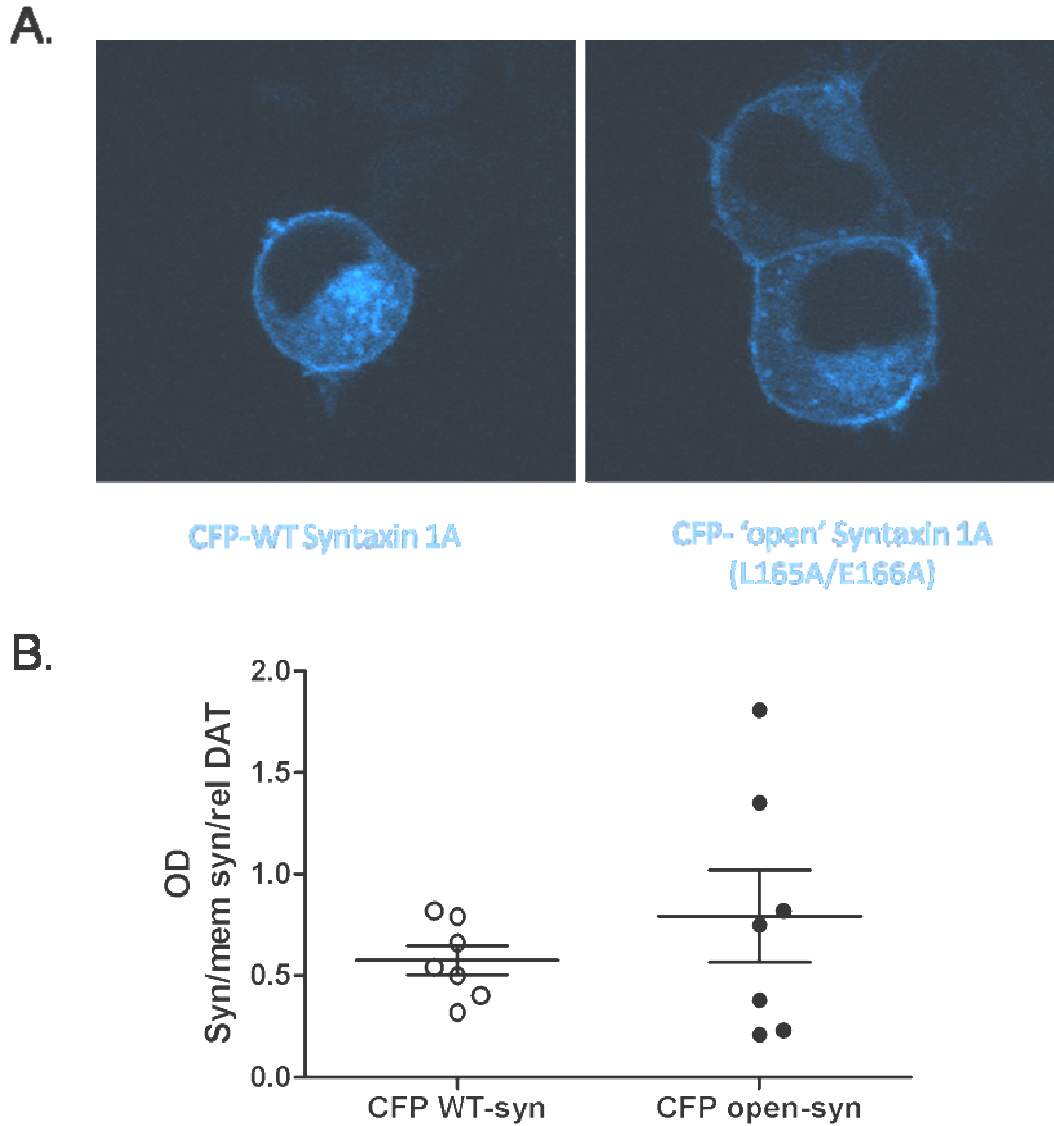 A.
CFP-WT Syntaxin 1A
CFP- ‘open’ Syntaxin 1A
(L165A/E166A)
B.
OD
Syn/mem syn/rel DAT
2.0
1.5
1.0
0.5
0.0
CFP WT-syn
CFP open-syn